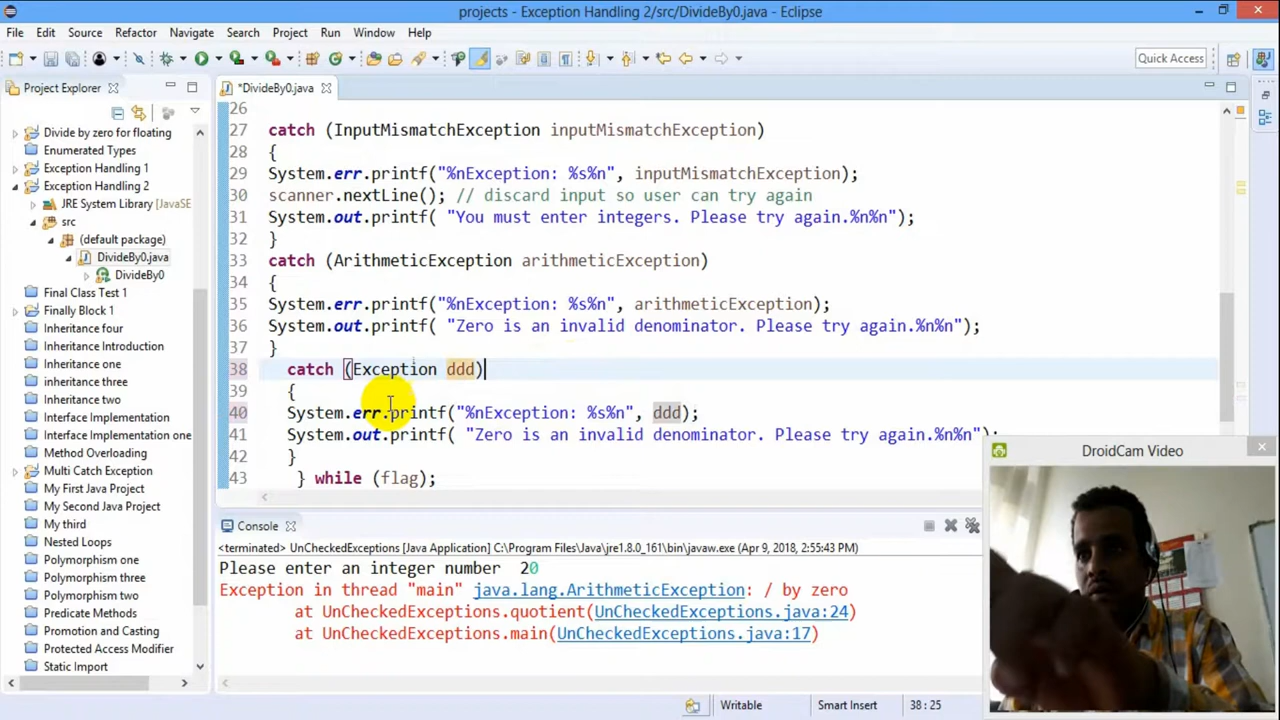 projects - Exception Handling 2/src/DivideBy0.java - Eclipse
File Edit Source Refactor Navigate Search Project Run Window Help
Quick Access
Project Explorer
Divide by zero for floating
Enumerated Types
Exception Handling 1
Exception Handling 2
JRE System Library [JavaSE
src
(default package)
DivideBy0.java
DivideBy0
Final Class Test 1
Finally Block 1
Inheritance four
Inheritance Introduction
Inheritance one
inheritance three
Inheritance two
Interface Implementation
Interface Implementation one
Method Overloading
Multi Catch Exception
My First Java Project
My Second Java Project
My third
Nested Loops
Polymorphism one
Polymorphism three
Polymorphism two
Predicate Methods
Promotion and Casting
Protected Access Modifier
Static Import
*DivideBy0.java
26
27 catch (InputMismatchException inputMismatchException)
28 {
29 System.err.printf("%nException: %s%n", inputMismatchException);
30 scanner.nextLine(); // discard input so user can try again
31 System.out.printf( "You must enter integers. Please try again.%n%n");
32 }
33 catch (ArithmeticException arithmeticException)
34 {
35 System.err.printf("%nException: %s%n", arithmeticException);
36 System.out.printf( "Zero is an invalid denominator. Please try again.%n%n");
37 }
38 catch (Exception ddd)
39 {
40 System.err.printf("%nException: %s%n", ddd);
41 System.out.printf( "Zero is an invalid denominator. Please try again.%n%n");
42 }
43 } while (flag);
Console
<terminated> UnCheckedExceptions [Java Application] C:\Program Files\Java\jre1.8.0_161\bin\javaw.exe (Apr 9, 2018, 2:55:43 PM)
Please enter an integer number 20
Exception in thread "main" java.lang.ArithmeticException: / by zero
at UnCheckedExceptions.quotient(UnCheckedExceptions.java:24)
at UnCheckedExceptions.main(UnCheckedExceptions.java:17)
DroidCam Video
Writable
Smart Insert
38 : 25